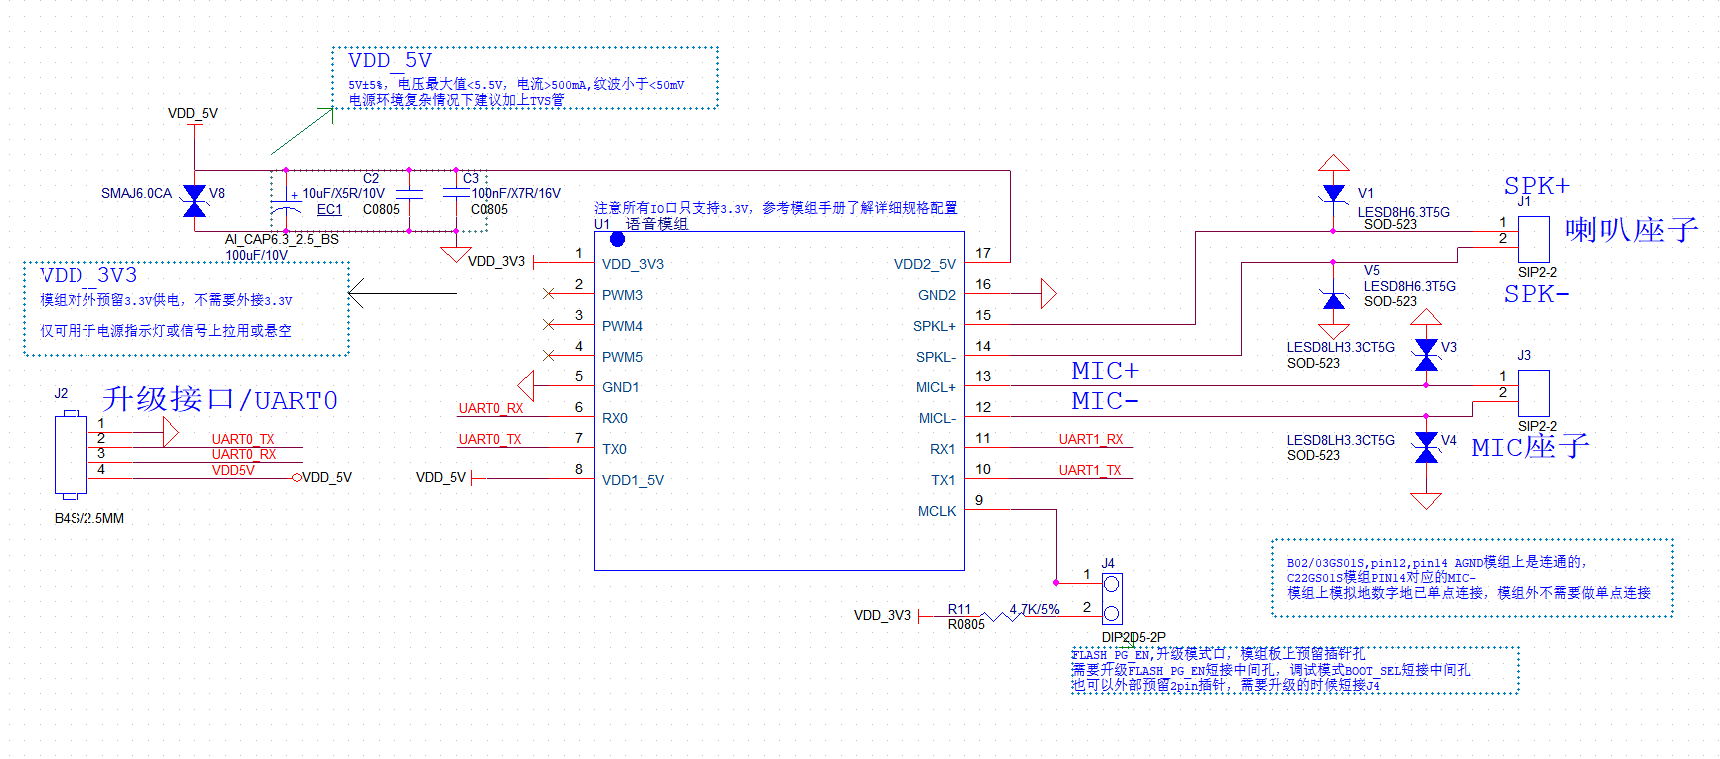 VDD_5V
5V±5%，电压最大值<5.5V，电流>500mA,纹波小于<50mV
电源环境复杂情况下建议加上TVS管
VDD_5V
SMAJ6.0CA
V8
+
10uF/X5R/10V
EC1
C2
C0805
C3
100nF/X7R/16V
C0805
AI_CAP6.3_2.5_BS
100uF/10V
VDD_3V3
模组对外预留3.3V供电，不需要外接3.3V
仅可用于电源指示灯或信号上拉用或悬空
注意所有IO口只支持3.3V，参考模组手册了解详细规格配置
U1
语音模组
VDD_3V3
1
VDD_3V3
2
PWM3
3
PWM4
4
PWM5
5
GND1
UART0_RX
6
RX0
UART0_TX
7
TX0
VDD_5V
8
VDD1_5V
VDD2_5V
17
GND2
16
SPKL+
15
SPKL-
14
MICL+
13
MICL-
12
RX1
11
UART1_RX
TX1
10
UART1_TX
MCLK
9
J2
升级接口/UART0
1
2
UART0_TX
3
UART0_RX
4
VDD5V
VDD_5V
B4S/2.5MM
V1
LESD8H6.3T5G
SOD-523
SPK+
J1
1
2
喇叭座子
SIP2-2
SPK-
V5
LESD8H6.3T5G
SOD-523
LESD8LH3.3CT5G
SOD-523
V3
MIC+
MIC-
J3
1
2
SIP2-2
MIC座子
LESD8LH3.3CT5G
SOD-523
V4
J4
1
2
VDD_3V3
R11
R0805
4.7K/5%
DIP2D5-2P
B02/03GS01S,pin12,pin14 AGND模组上是连通的，
C22GS01S模组PIN14对应的MIC-
模组上模拟地数字地已单点连接，模组外不需要做单点连接
FLASH_PG_EN,升级模式口，模组板上预留插针孔
需要升级FLASH_PG_EN短接中间孔，调试模式BOOT_SEL短接中间孔
也可以外部预留2pin插针，需要升级的时候短接J4